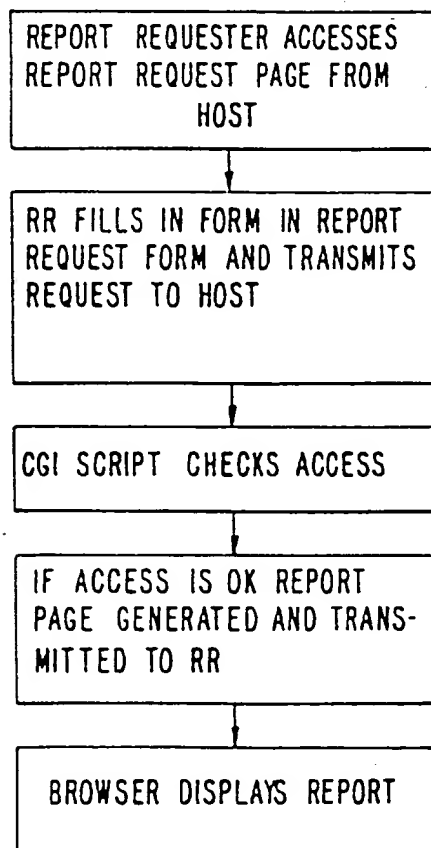 REPORT REQUESTER ACCESSES
REPORT REQUEST PAGE FROM
HOST
RR FILLS IN FORM IN REPORT
REQUEST FORM AND TRANSMITS
REQUEST TO HOST
CGI SCRIPT CHECKS ACCESS
IF ACCESS IS OK REPORT
PAGE GENERATED AND TRANS-
MITTED TO RR
BROWSER DISPLAYS REPORT